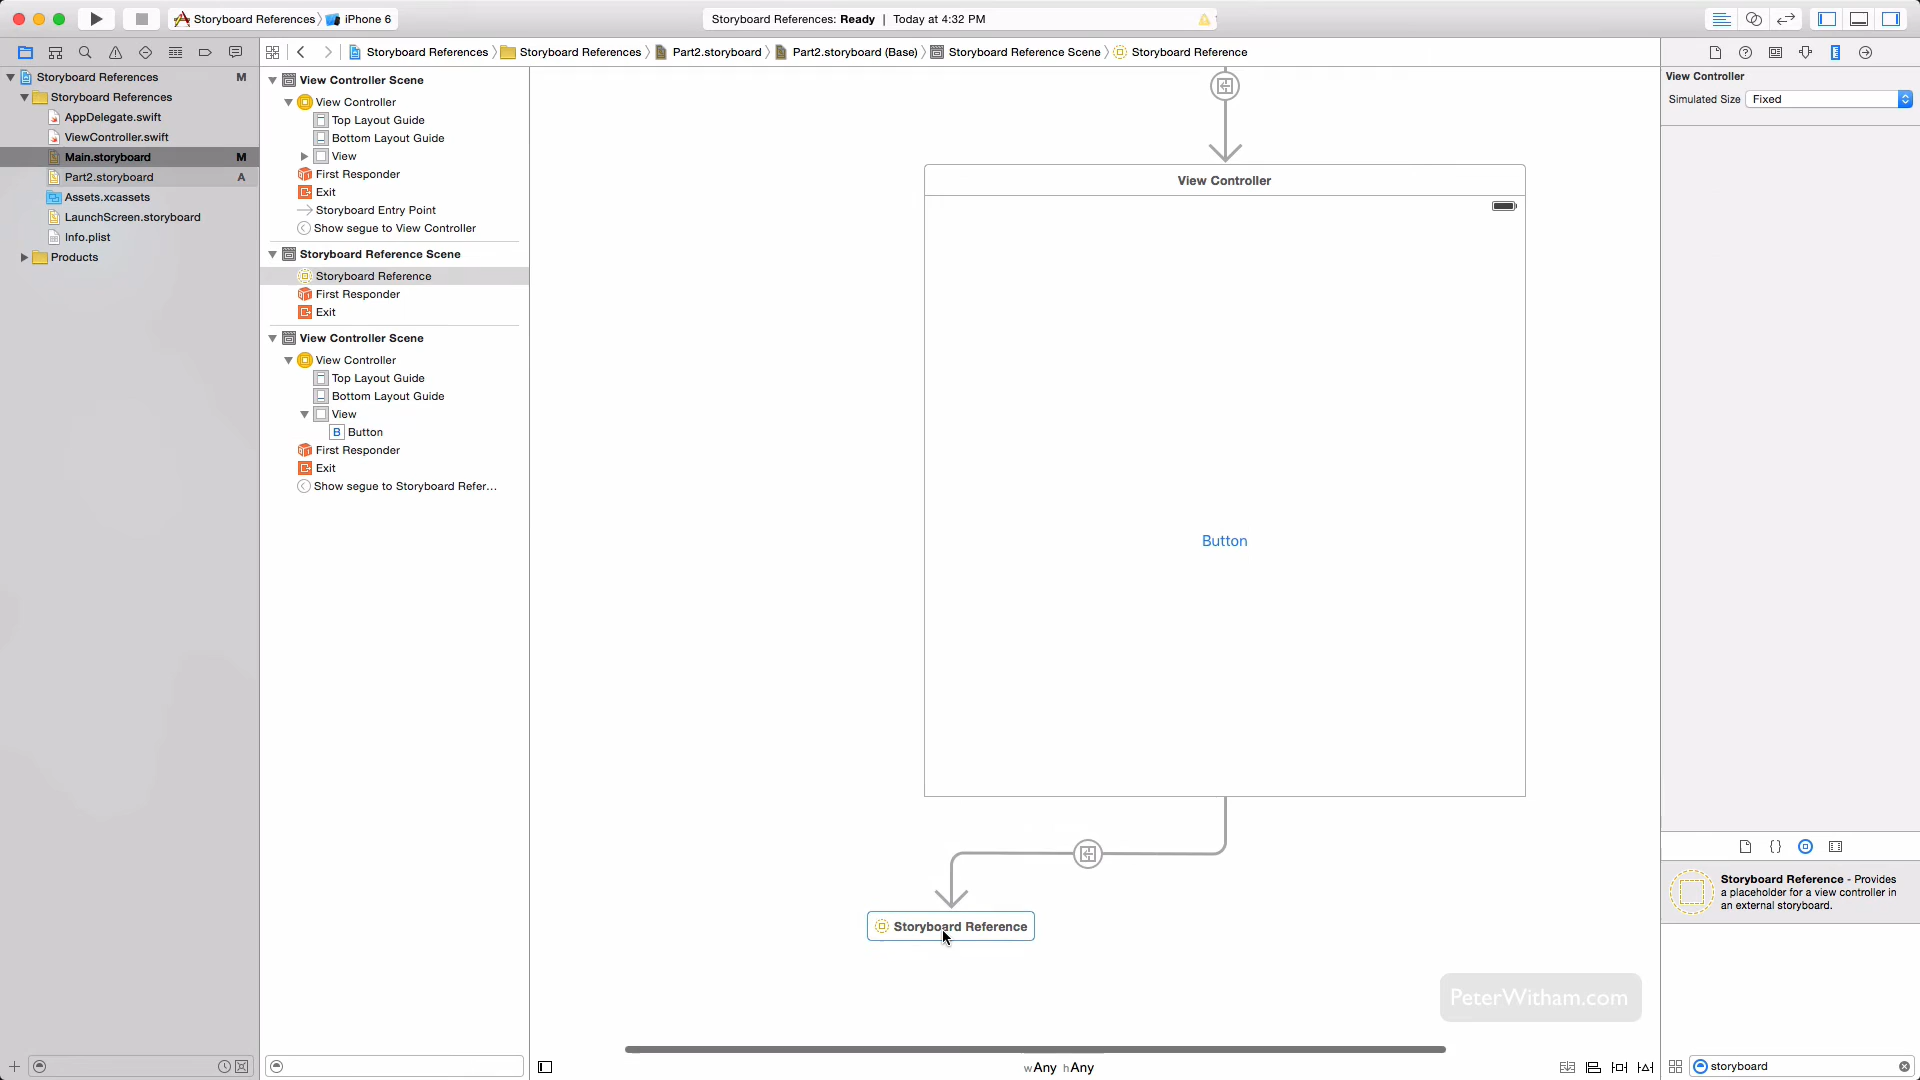 Storyboard References
iPhone 6
Storyboard References: Ready | Today at 4:32 PM
Storyboard References
Storyboard References
Part2.storyboard
Part2.storyboard (Base)
Storyboard Reference Scene
Storyboard Reference
Storyboard References M
Storyboard References
AppDelegate.swift
ViewController.swift
Main.storyboard M
Part2.storyboard A
Assets.xcassets
LaunchScreen.storyboard
Info.plist
Products
View Controller Scene
View Controller
Top Layout Guide
Bottom Layout Guide
View
First Responder
Exit
Storyboard Entry Point
Show segue to View Controller
Storyboard Reference Scene
Storyboard Reference
First Responder
Exit
View Controller Scene
View Controller
Top Layout Guide
Bottom Layout Guide
View
B Button
First Responder
Exit
Show segue to Storyboard Refer...
View Controller
Button
Storyboard Reference
PeterWitham.com
wAny hAny
View Controller
Simulated Size Fixed
{}
Storyboard Reference - Provides
a placeholder for a view controller in
an external storyboard.
storyboard